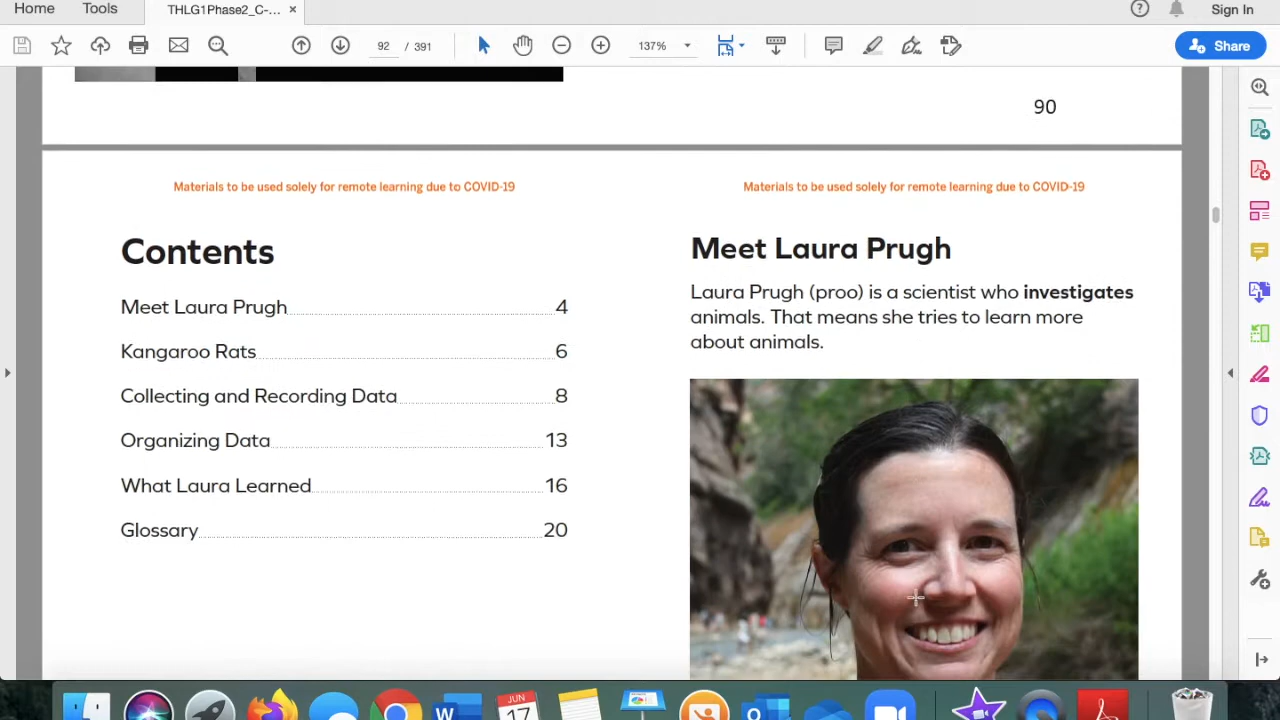 Home Tools THLG1Phase2_C-... × Sign In
92 / 391 137% Share
90
Materials to be used solely for remote learning due to COVID-19
Contents
Meet Laura Prugh 4
Kangaroo Rats 6
Collecting and Recording Data 8
Organizing Data 13
What Laura Learned 16
Glossary 20
Materials to be used solely for remote learning due to COVID-19
Meet Laura Prugh
Laura Prugh (proo) is a scientist who investigates
animals. That means she tries to learn more
about animals.
JUN
17